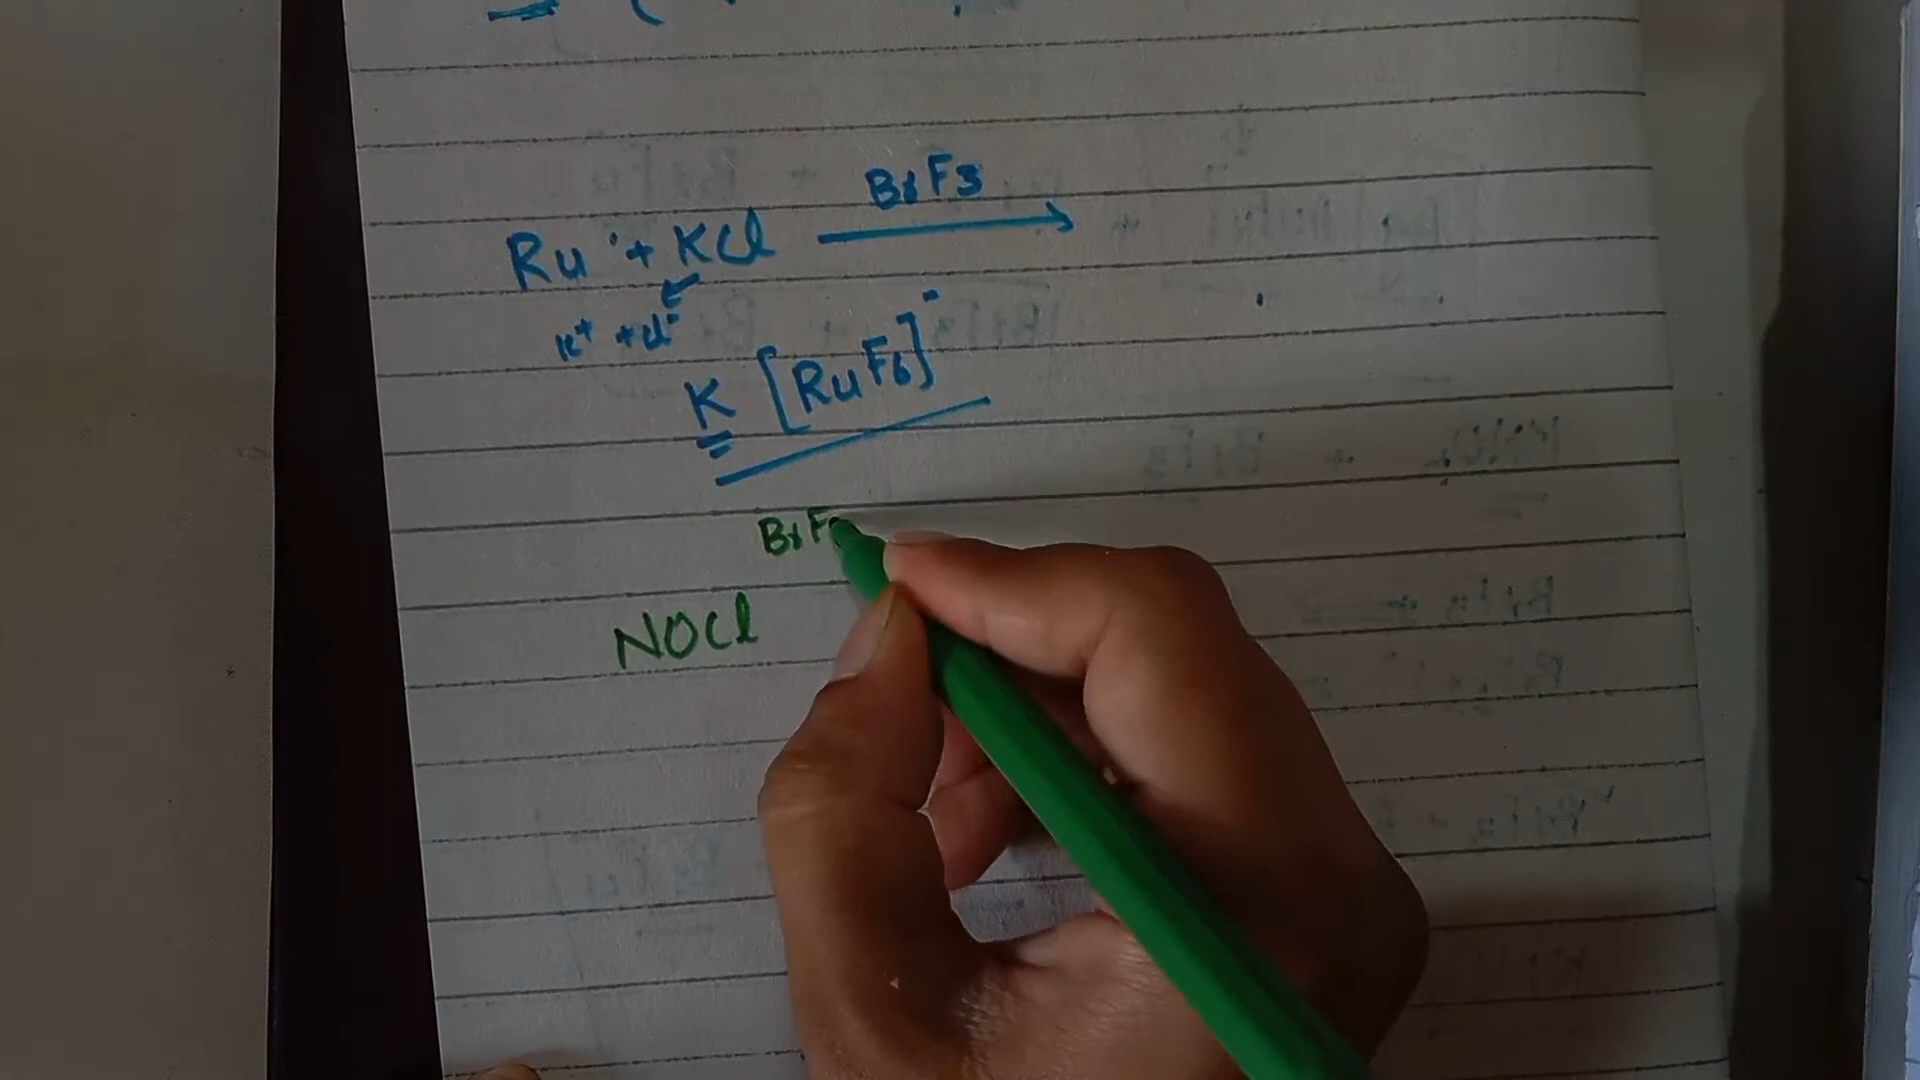 BrF3
Ru + KCl ⟶
K+ + Cl-
K [RuF6]-
BrF
NOCl